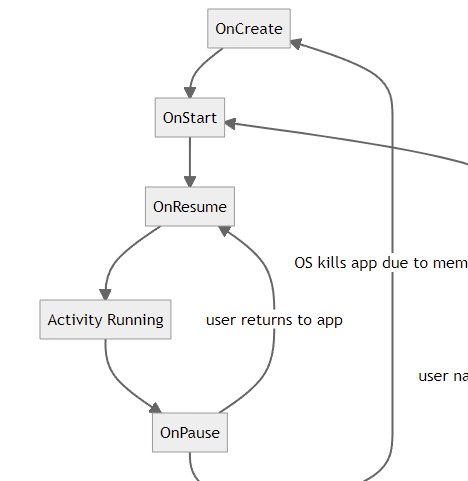 OnCreate
OnStart
OnResume
OS kills app due to mem
Activity Running
user returns to app
user na
OnPause